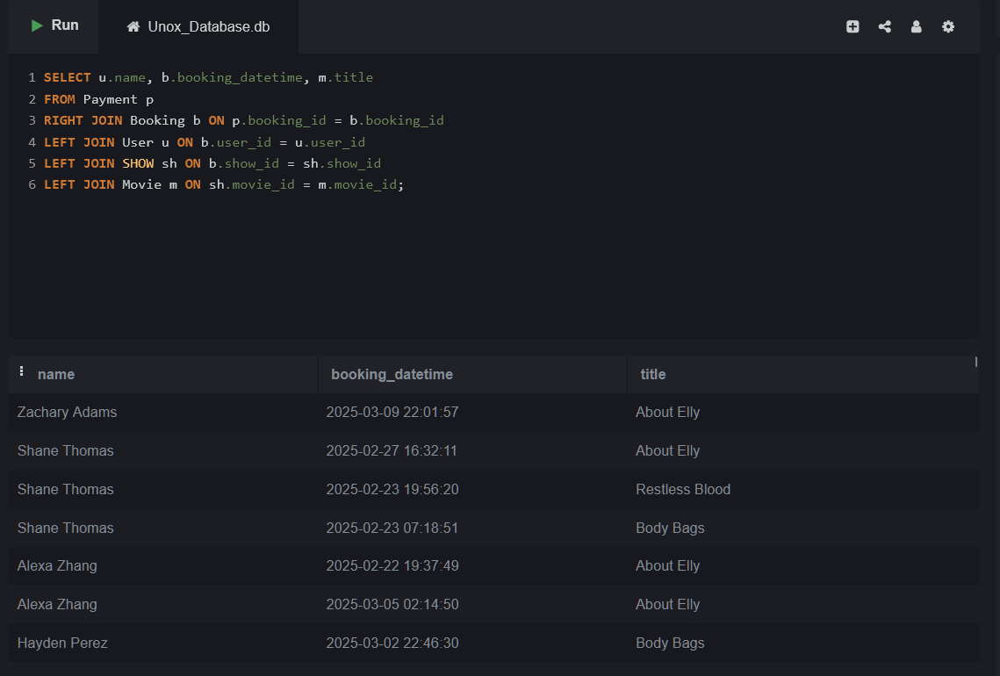 Run
Unox_Database.db
1 SELECT u.name, b.booking_datetime, m.title
2 FROM Payment p
3 RIGHT JOIN Booking b ON p.booking_id = b.booking_id
4 LEFT JOIN User u ON b.user_id = u.user_id
5 LEFT JOIN SHOW sh ON b.show_id = sh.show_id
6 LEFT JOIN Movie m ON sh.movie_id = m.movie_id;
name booking_datetime title
Zachary Adams 2025-03-09 22:01:57 About Elly
Shane Thomas 2025-02-27 16:32:11 About Elly
Shane Thomas 2025-02-23 19:56:20 Restless Blood
Shane Thomas 2025-02-23 07:18:51 Body Bags
Alexa Zhang 2025-02-22 19:37:49 About Elly
Alexa Zhang 2025-03-05 02:14:50 About Elly
Hayden Perez 2025-03-02 22:46:30 Body Bags